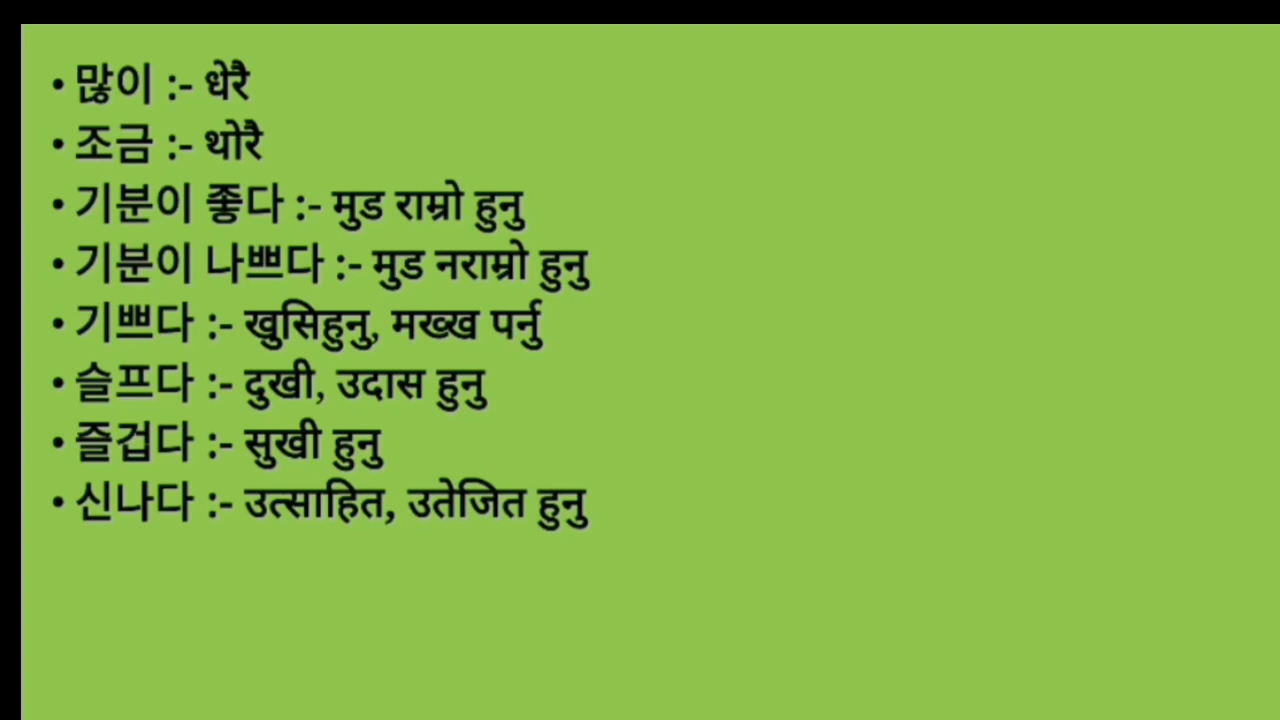 • 많이 :- धेरै
• 조금 :- थोरै
• 기분이 좋다 :- मुड राम्रो हुनु
• 기분이 나쁘다 :- मुड नराम्रो हुनु
• 기쁘다 :- खुसिहुनु, मख्ख पर्नु
• 슬프다 :- दुखी, उदास हुनु
• 즐겁다 :- सुखी हुनु
• 신나다 :- उत्साहित, उतेजित हुनु